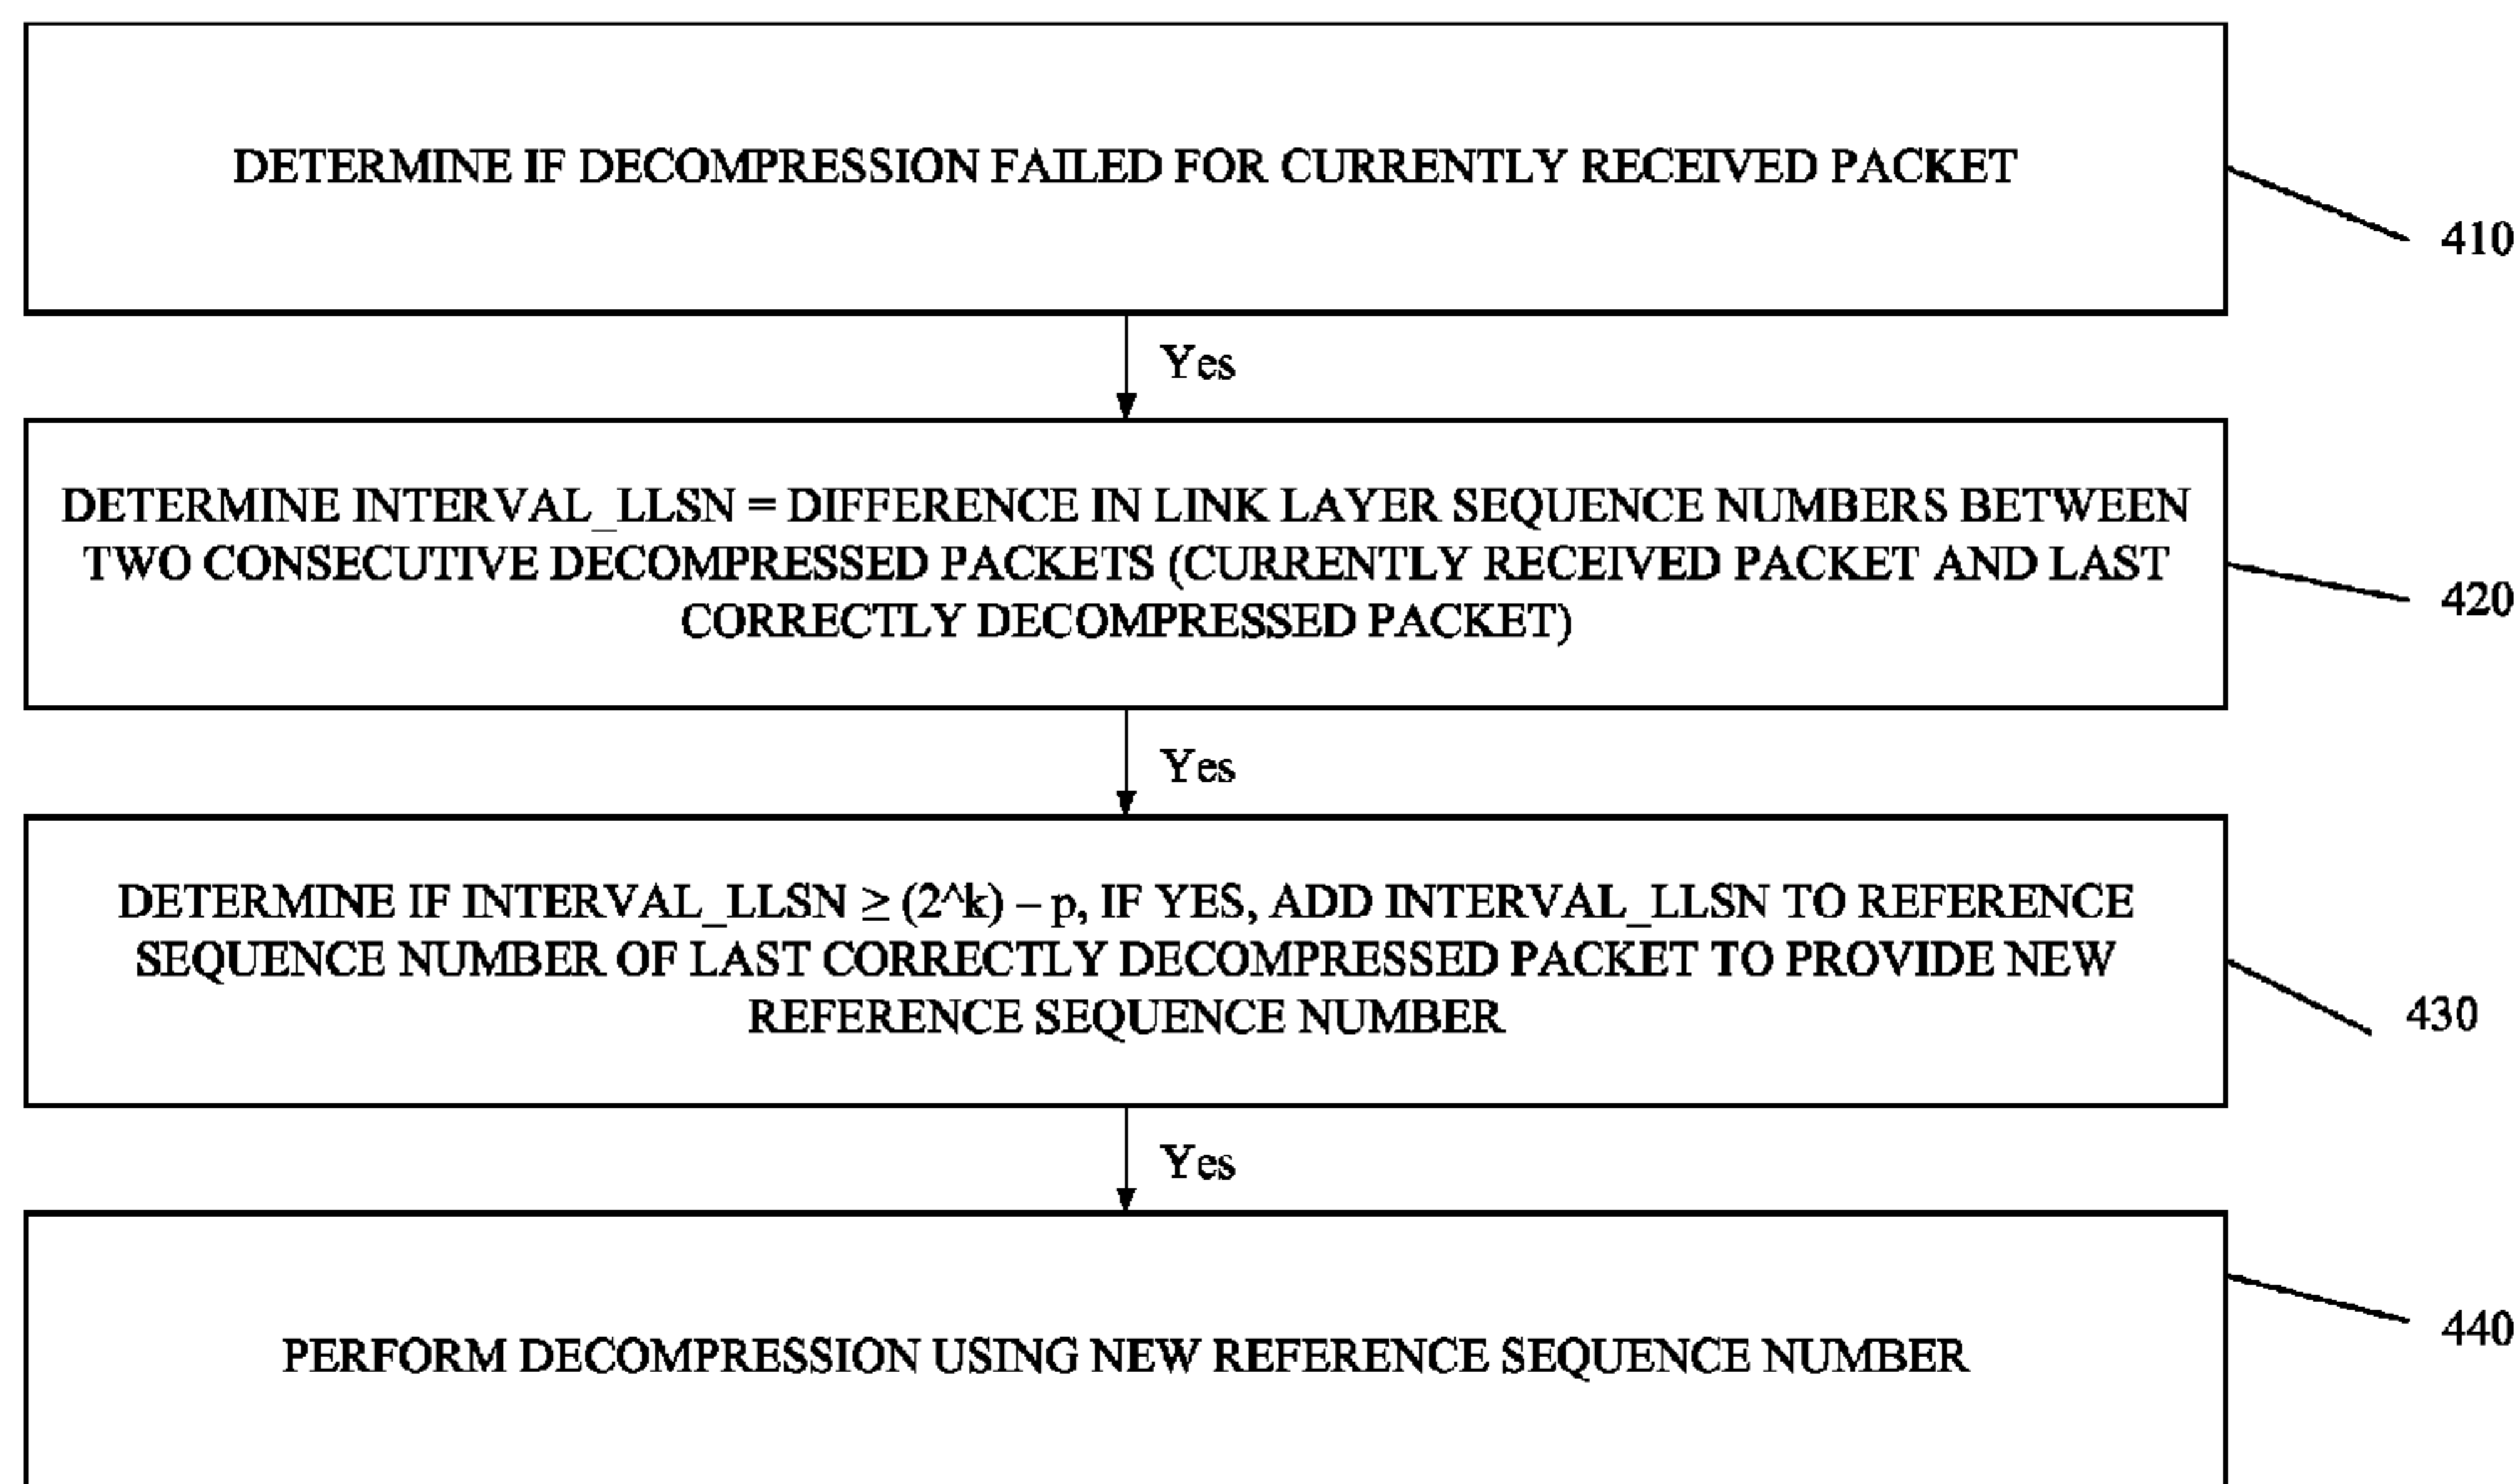 DETERMINE IF DECOMPRESSION FAILED FOR CURRENTLY RECEIVED PACKET
410
Yes
DETERMINE INTERVAL_LLSN = DIFFERENCE IN LINK LAYER SEQUENCE NUMBERS BETWEEN
TWO CONSECUTIVE DECOMPRESSED PACKETS (CURRENTLY RECEIVED PACKET AND LAST
CORRECTLY DECOMPRESSED PACKET)
420
Yes
DETERMINE IF INTERVAL_LLSN ≥ (2^k) – p, IF YES, ADD INTERVAL_LLSN TO REFERENCE
SEQUENCE NUMBER OF LAST CORRECTLY DECOMPRESSED PACKET TO PROVIDE NEW
REFERENCE SEQUENCE NUMBER
430
Yes
PERFORM DECOMPRESSION USING NEW REFERENCE SEQUENCE NUMBER
440